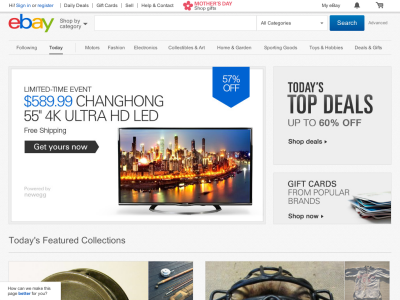 Hi! Sign in or register
Daily Deals
Gift Cards
Sell
Help & Contact
MOTHER'S DAY
Shop gifts
My eBay
ebay
Shop by
category
All Categories
Search
Advanced
Following
Today
Motors
Fashion
Electronics
Collectibles & Art
Home & Garden
Sporting Goods
Toys & Hobbies
Deals & Gifts
57%
OFF
LIMITED-TIME EVENT
$589.99 CHANGHONG
55" 4K ULTRA HD LED
Free Shipping
Get yours now
Powered by
newegg
TODAY'S
TOP DEALS
UP TO 60% OFF
Shop deals
GIFT CARDS
FROM POPULAR
BRANDS
Shop now
Today's Featured Collections
How can we make this
page better for you?